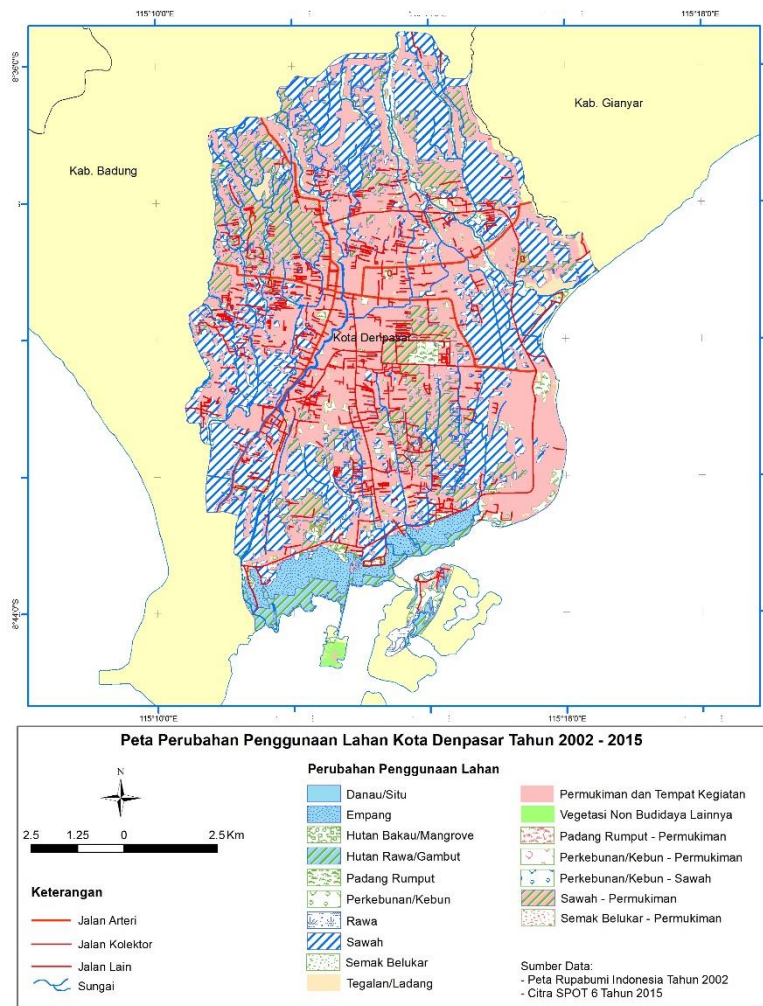 115°10'0"E
115°18'0"E
8°36'0"S
Kab. Gianyar
Kab. Badung
Kota Denpasar
8°44'0"S
115°10'0"E
115°18'0"E
Peta Perubahan Penggunaan Lahan Kota Denpasar Tahun 2002 - 2015
N
2.5 1.25 0 2.5 Km
Keterangan
Jalan Arteri
Jalan Kolektor
Jalan Lain
Sungai
Perubahan Penggunaan Lahan
Danau/Situ
Empang
Hutan Bakau/Mangrove
Hutan Rawa/Gambut
Padang Rumput
Perkebunan/Kebun
Rawa
Sawah
Semak Belukar
Tegalan/Ladang
Permukiman dan Tempat Kegiatan
Vegetasi Non Budidaya Lainnya
Padang Rumput - Permukiman
Perkebunan/Kebun - Permukiman
Perkebunan/Kebun - Sawah
Sawah - Permukiman
Semak Belukar - Permukiman
Sumber Data:
- Peta Rupabumi Indonesia Tahun 2002
- Citra SPOT 6 Tahun 2015